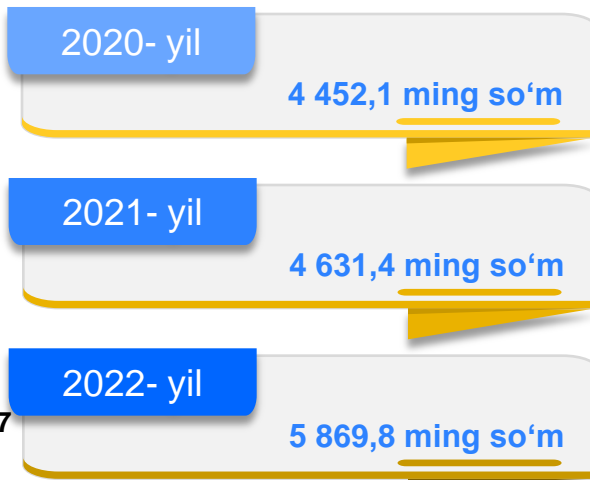 2020- yil
4 452,1 ming so‘m
2021- yil
4 631,4 ming so‘m
2022- yil
7
5 869,8 ming so‘m